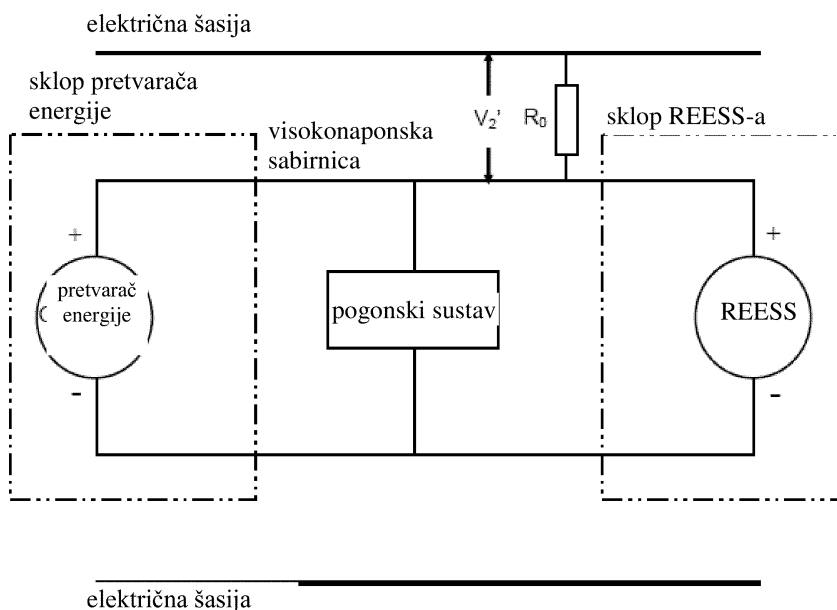 električna šasija
sklop pretvarača
energije
visokonaponska
sabirnica
V₂'
R₀
sklop REESS-a
+
+
pretvarač
energije
pogonski sustav
REESS
-
-
električna šasija